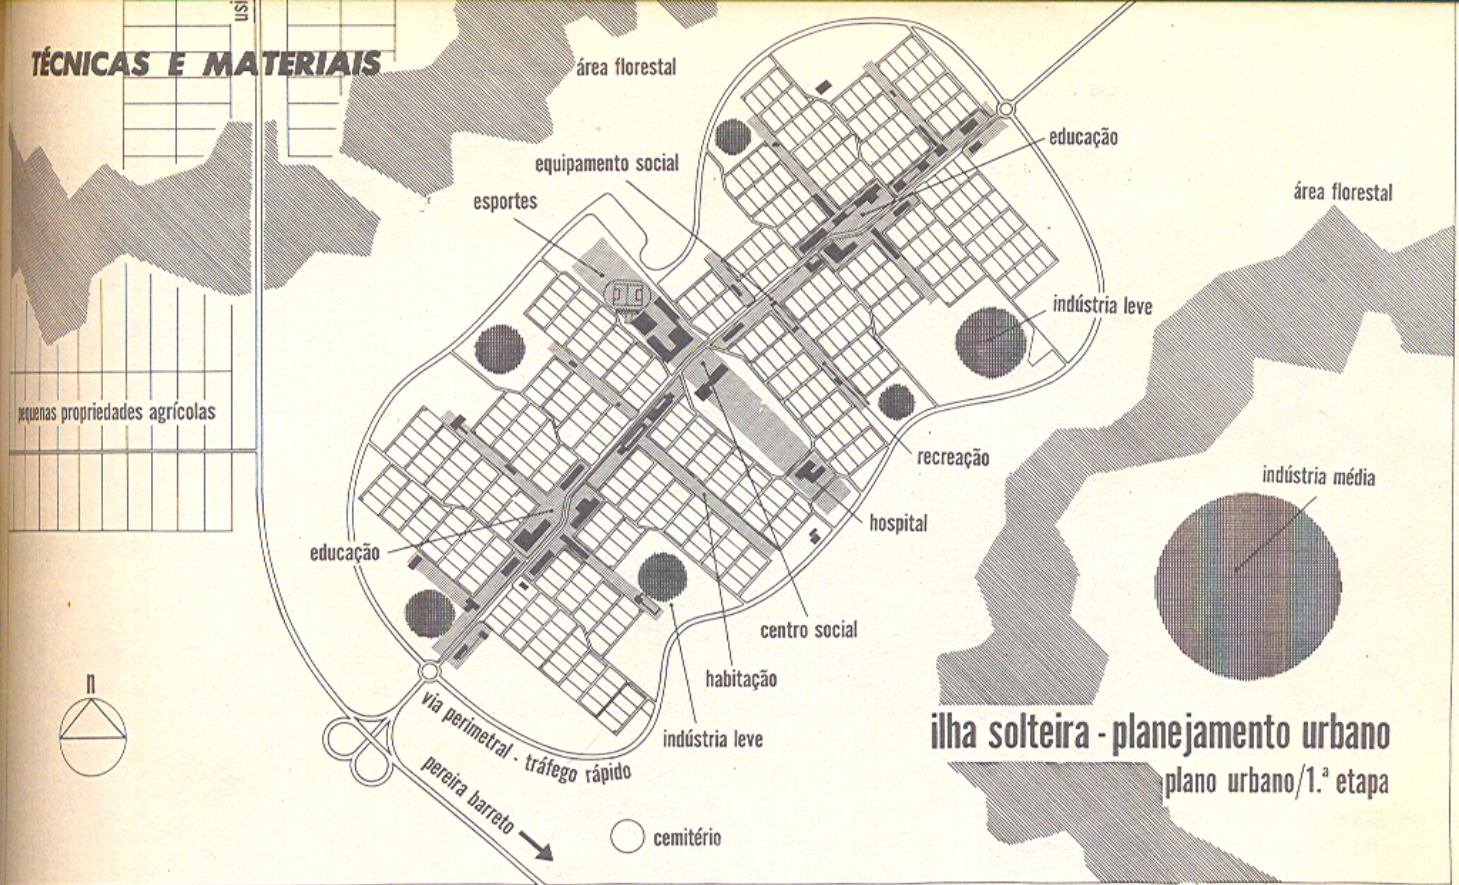 usi
TÉCNICAS E MATERIAIS
área florestal
educação
equipamento social
esportes
área florestal
indústria leve
pequenas propriedades agrícolas
recreação
indústria média
hospital
educação
centro social
habitação
n
via perimetral - tráfego rápido
indústria leve
ilha solteira - planejamento urbano
plano urbano/1.ª etapa
pereira barreto
cemitério